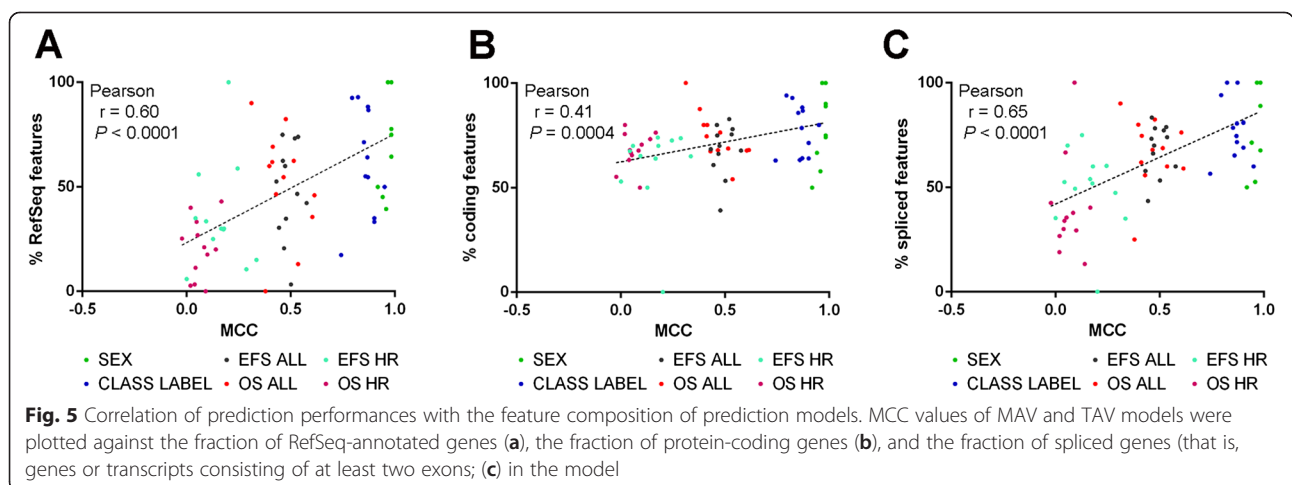 A
Pearson
r = 0.60
P < 0.0001
% RefSeq features
100
50
0
-0.5 0.0 0.5 1.0
MCC
SEX EFS ALL EFS HR
CLASS LABEL OS ALL OS HR
B
Pearson
r = 0.41
P = 0.0004
% coding features
100
50
0
-0.5 0.0 0.5 1.0
MCC
SEX EFS ALL EFS HR
CLASS LABEL OS ALL OS HR
C
Pearson
r = 0.65
P < 0.0001
% spliced features
100
50
0
-0.5 0.0 0.5 1.0
MCC
SEX EFS ALL EFS HR
CLASS LABEL OS ALL OS HR
Fig. 5 Correlation of prediction performances with the feature composition of prediction models. MCC values of MAV and TAV models were
plotted against the fraction of RefSeq-annotated genes (a), the fraction of protein-coding genes (b), and the fraction of spliced genes (that is,
genes or transcripts consisting of at least two exons; (c) in the model